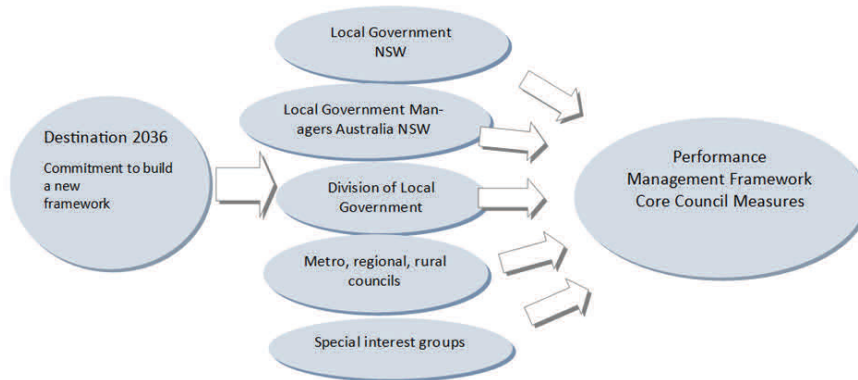 Local Government
NSW
Local Government Man-
agers Australia NSW
Destination 2036
Commitment to build
a new
framework
Division of Local
Government
Performance
Management Framework
Core Council Measures
Metro, regional, rural
councils
Special interest groups